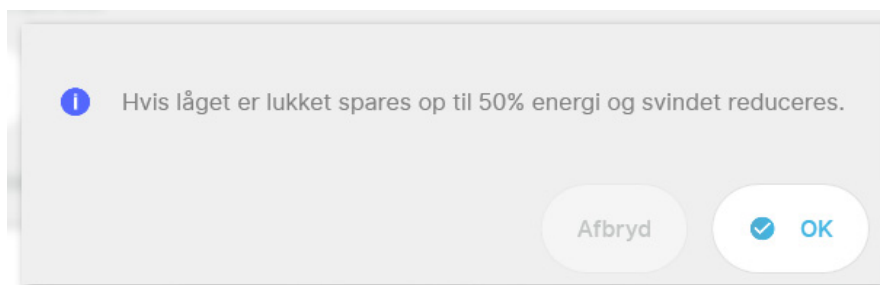 Hvis låget er lukket spares op til 50% energi og svindet reduceres.
Afbryd
OK